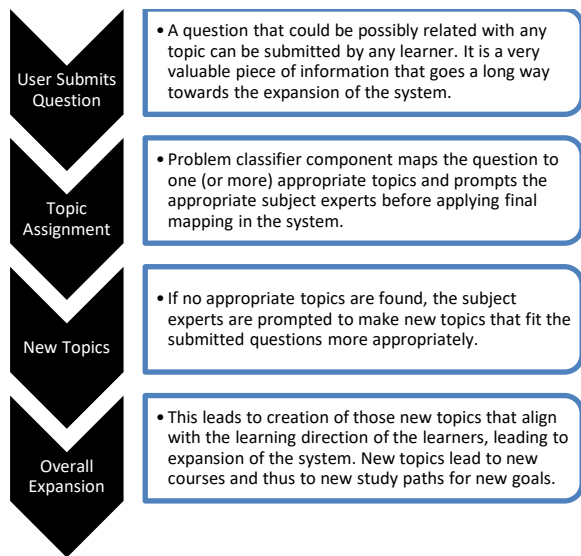 User Submits
Question
• A question that could be possibly related with any
topic can be submitted by any learner. It is a very
valuable piece of information that goes a long way
towards the expansion of the system.
Topic
Assignment
• Problem classifier component maps the question to
one (or more) appropriate topics and prompts the
appropriate subject experts before applying final
mapping in the system.
New Topics
• If no appropriate topics are found, the subject
experts are prompted to make new topics that fit the
submitted questions more appropriately.
Overall
Expansion
• This leads to creation of those new topics that align
with the learning direction of the learners, leading to
expansion of the system. New topics lead to new
courses and thus to new study paths for new goals.